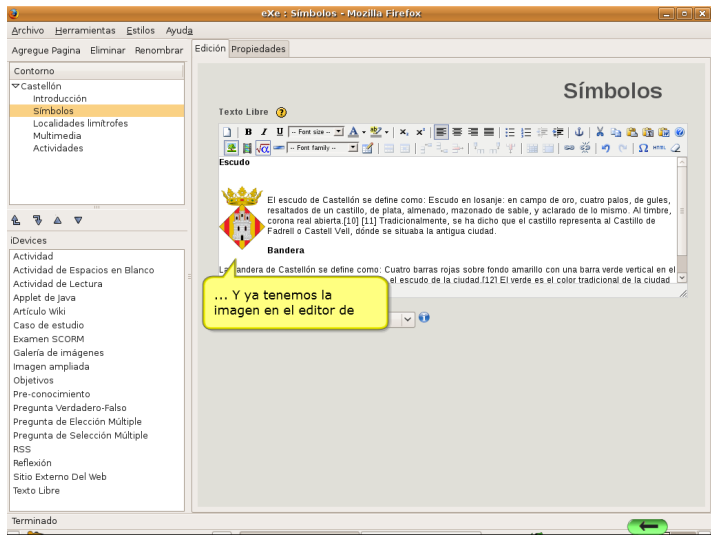 eXe : Símbolos - Mozilla Firefox
Archivo Herramientas Estilos Ayuda
Agregue Pagina Eliminar Renombrar
Edición Propiedades
Contorno
Castellón
Introducción
Símbolos
Localidades limítrofes
Multimedia
Actividades
iDevices
Actividad
Actividad de Espacios en Blanco
Actividad de Lectura
Applet de Java
Artículo Wiki
Caso de estudio
Examen SCORM
Galería de imágenes
Imagen ampliada
Objetivos
Pre-conocimiento
Pregunta Verdadero-Falso
Pregunta de Elección Múltiple
Pregunta de Selección Múltiple
RSS
Reflexión
Sitio Externo Del Web
Texto Libre
Símbolos
Texto Libre
B I U -- Font size --
-- Font family -- HTML
Escudo
El escudo de Castellón se define como: Escudo en losanje: en campo de oro, cuatro palos, de gules,
resaltados de un castillo, de plata, almenado, mazonado de sable, y aclarado de lo mismo. Al timbre,
corona real abierta.[10] [11] Tradicionalmente, se ha dicho que el castillo representa al Castillo de
Fadrell o Castell Vell, dónde se situaba la antigua ciudad.
Bandera
La bandera de Castellón se define como: Cuatro barras rojas sobre fondo amarillo con una barra verde vertical en el
el escudo de la ciudad.[12] El verde es el color tradicional de la ciudad
... Y ya tenemos la
imagen en el editor de
Terminado